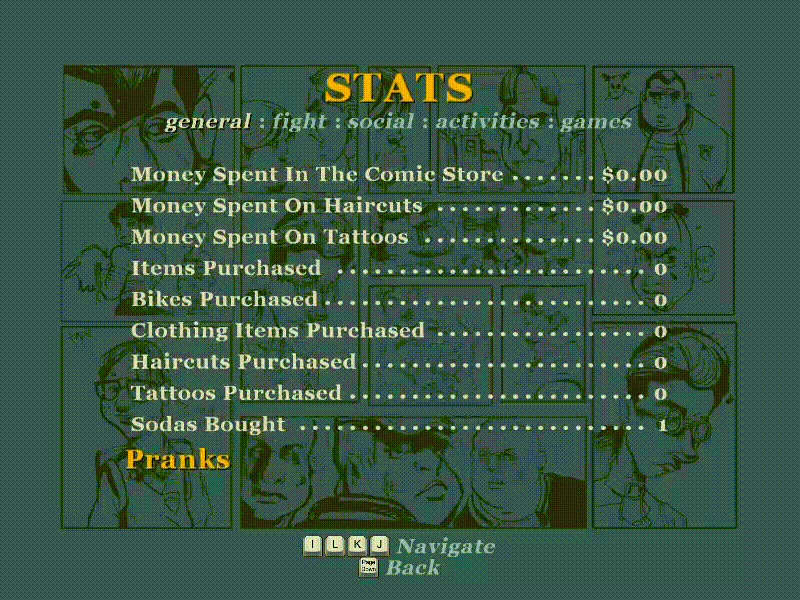 STATS
general : fight : social : activities : games
Money Spent In The Comic Store ....... $0.00
Money Spent On Haircuts ............. $0.00
Money Spent On Tattoos .............. $0.00
Items Purchased ......................... 0
Bikes Purchased .......................... 0
Clothing Items Purchased ................. 0
Haircuts Purchased ....................... 0
Tattoos Purchased ........................ 0
Sodas Bought ............................ 1
Pranks
I L K J Navigate
Page Down Back